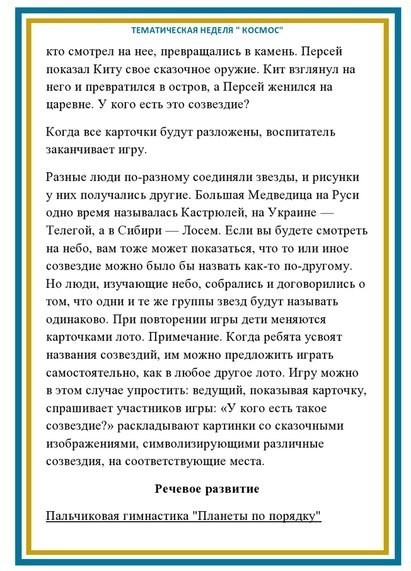 ТЕМАТИЧЕСКАЯ НЕДЕЛЯ " КОСМОС"
кто смотрел на нее, превращались в камень. Персей
показал Киту свое сказочное оружие. Кит взглянул на
него и превратился в остров, а Персей женился на
царевне. У кого есть это созвездие?
Когда все карточки будут разложены, воспитатель
заканчивает игру.
Разные люди по-разному соединяли звезды, и рисунки
у них получались другие. Большая Медведица на Руси
одно время называлась Кастрюлей, на Украине —
Телегой, а в Сибири — Лосем. Если вы будете смотреть
на небо, вам тоже может показаться, что то или иное
созвездие можно было бы назвать как-то по-другому.
Но люди, изучающие небо, собрались и договорились о
том, что одни и те же группы звезд будут называть
одинаково. При повторении игры дети меняются
карточками лото. Примечание. Когда ребята усвоят
названия созвездий, им можно предложить играть
самостоятельно, как в любое другое лото. Игру можно
в этом случае упростить: ведущий, показывая карточку,
спрашивает участников игры: «У кого есть такое
созвездие?» раскладывают картинки со сказочными
изображениями, символизирующими различные
созвездия, на соответствующие места.
Речевое развитие
Пальчиковая гимнастика "Планеты по порядку"